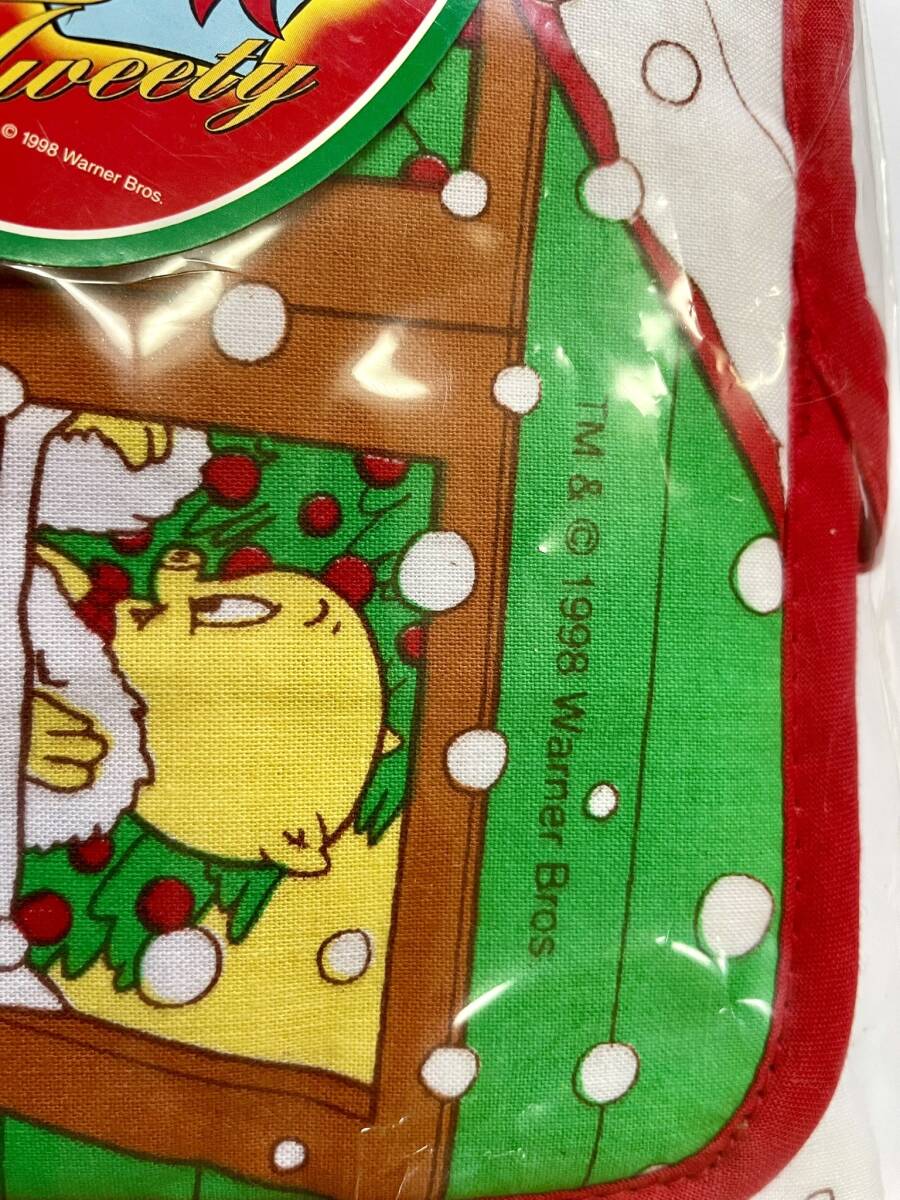 Tweety
© 1998 Warner Bros.
TM & © 1998 Warner Bros.